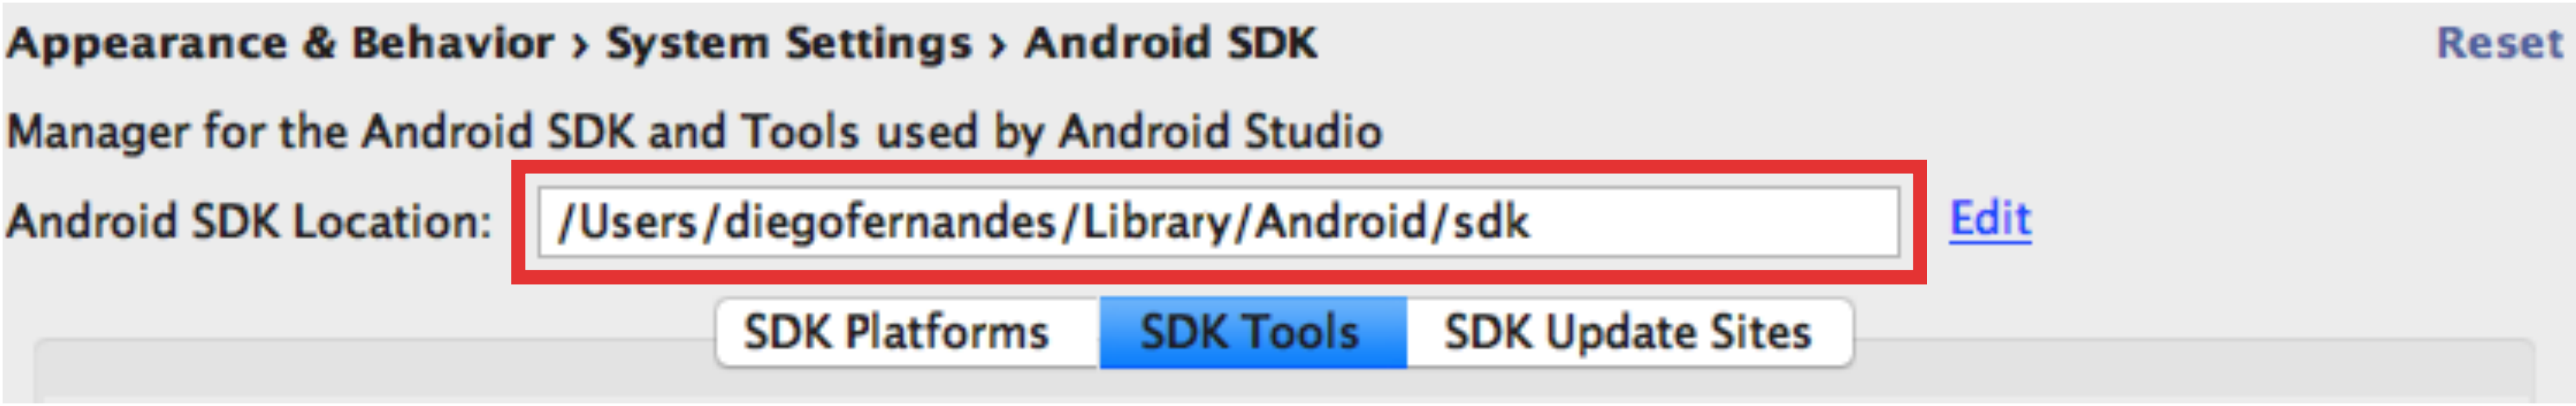 Appearance & Behavior › System Settings › Android SDK Reset
Manager for the Android SDK and Tools used by Android Studio
Android SDK Location: /Users/diegofernandes/Library/Android/sdk Edit
SDK Platforms SDK Tools SDK Update Sites